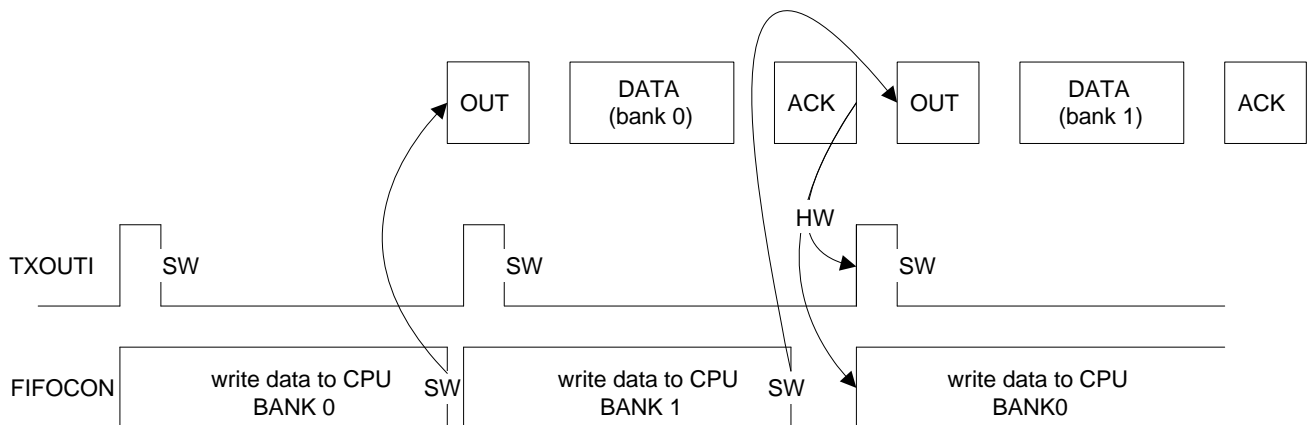 OUT
DATA
(bank 0)
ACK
OUT
DATA
(bank 1)
ACK
HW
TXOUTI
SW
SW
SW
FIFOCON
write data to CPU
BANK 0
SW
write data to CPU
BANK 1
SW
write data to CPU
BANK0